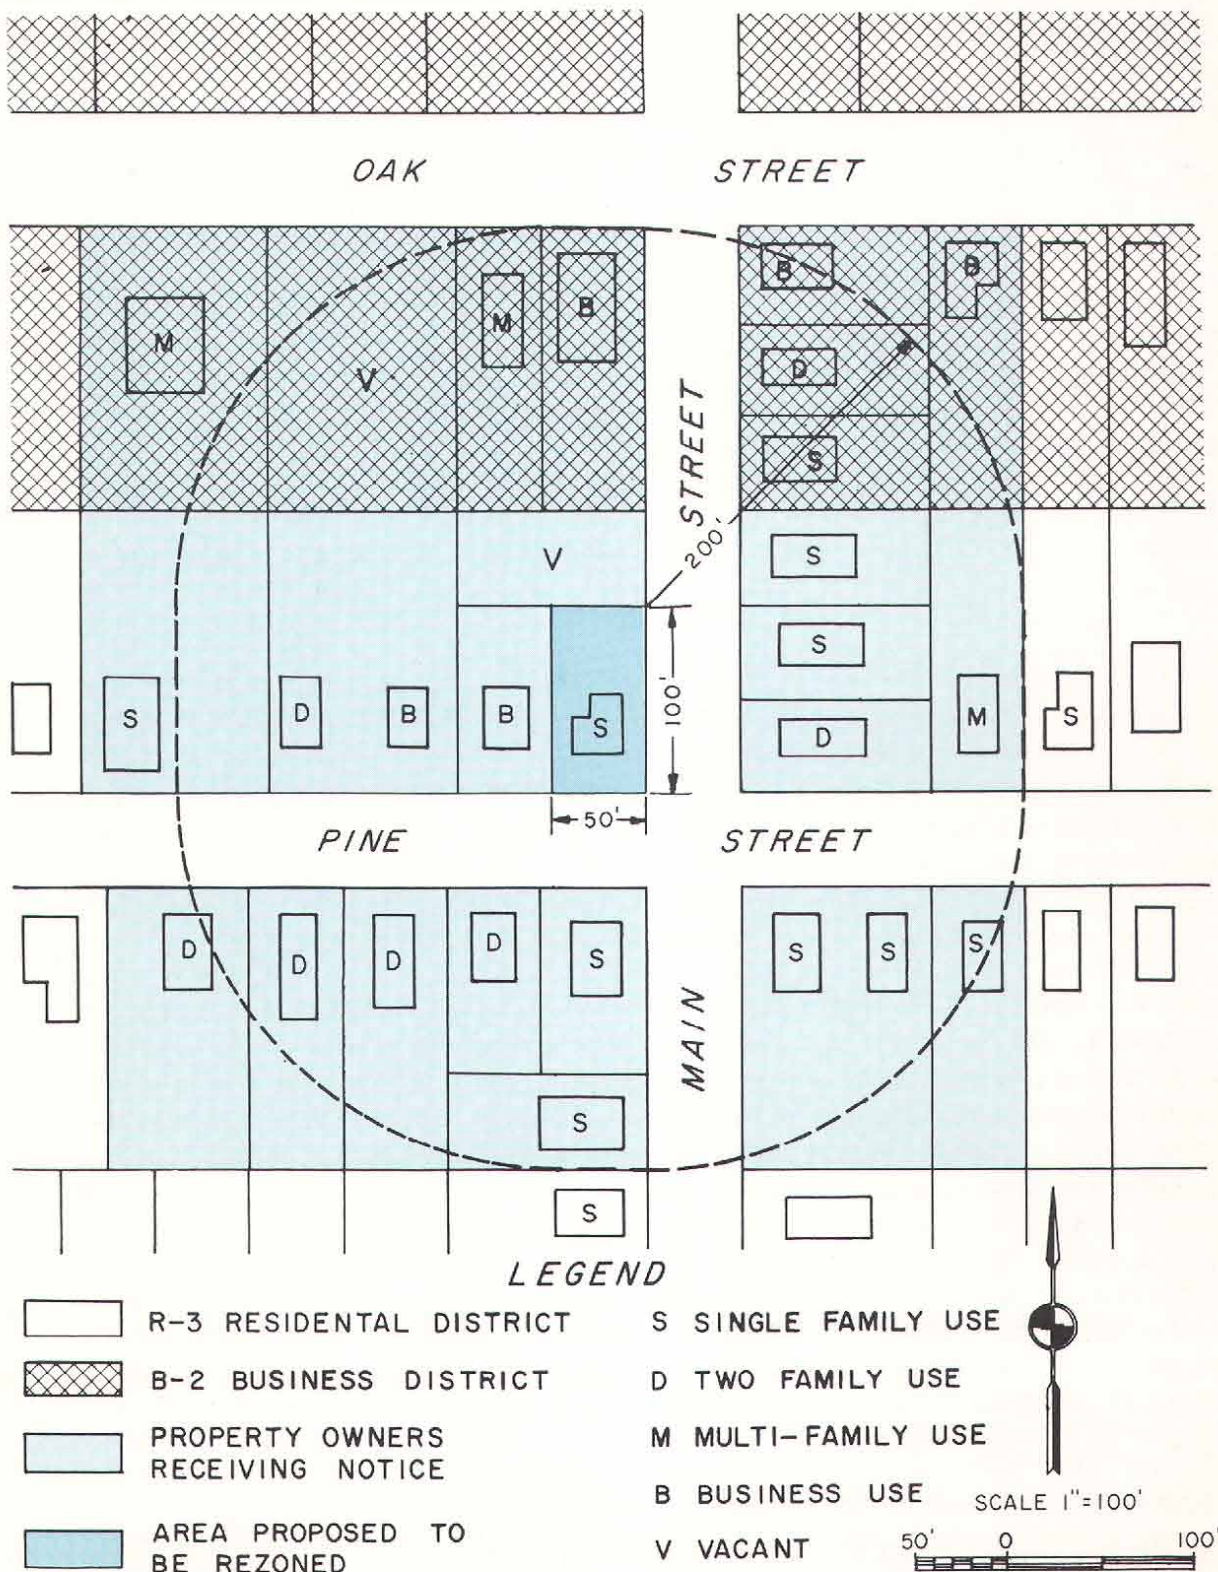 OAK STREET
M
V
M
B
B
B
D
S
STREET
200'
V
S
S
D
M
S
100'
S
D
B
B
S
50'
PINE STREET
D
D
D
D
S
S
S
S
MAIN
S
S
LEGEND
R-3 RESIDENTAL DISTRICT
B-2 BUSINESS DISTRICT
PROPERTY OWNERS
RECEIVING NOTICE
AREA PROPOSED TO
BE REZONED
S SINGLE FAMILY USE
D TWO FAMILY USE
M MULTI-FAMILY USE
B BUSINESS USE
V VACANT
SCALE 1"=100'
50' 0 100'